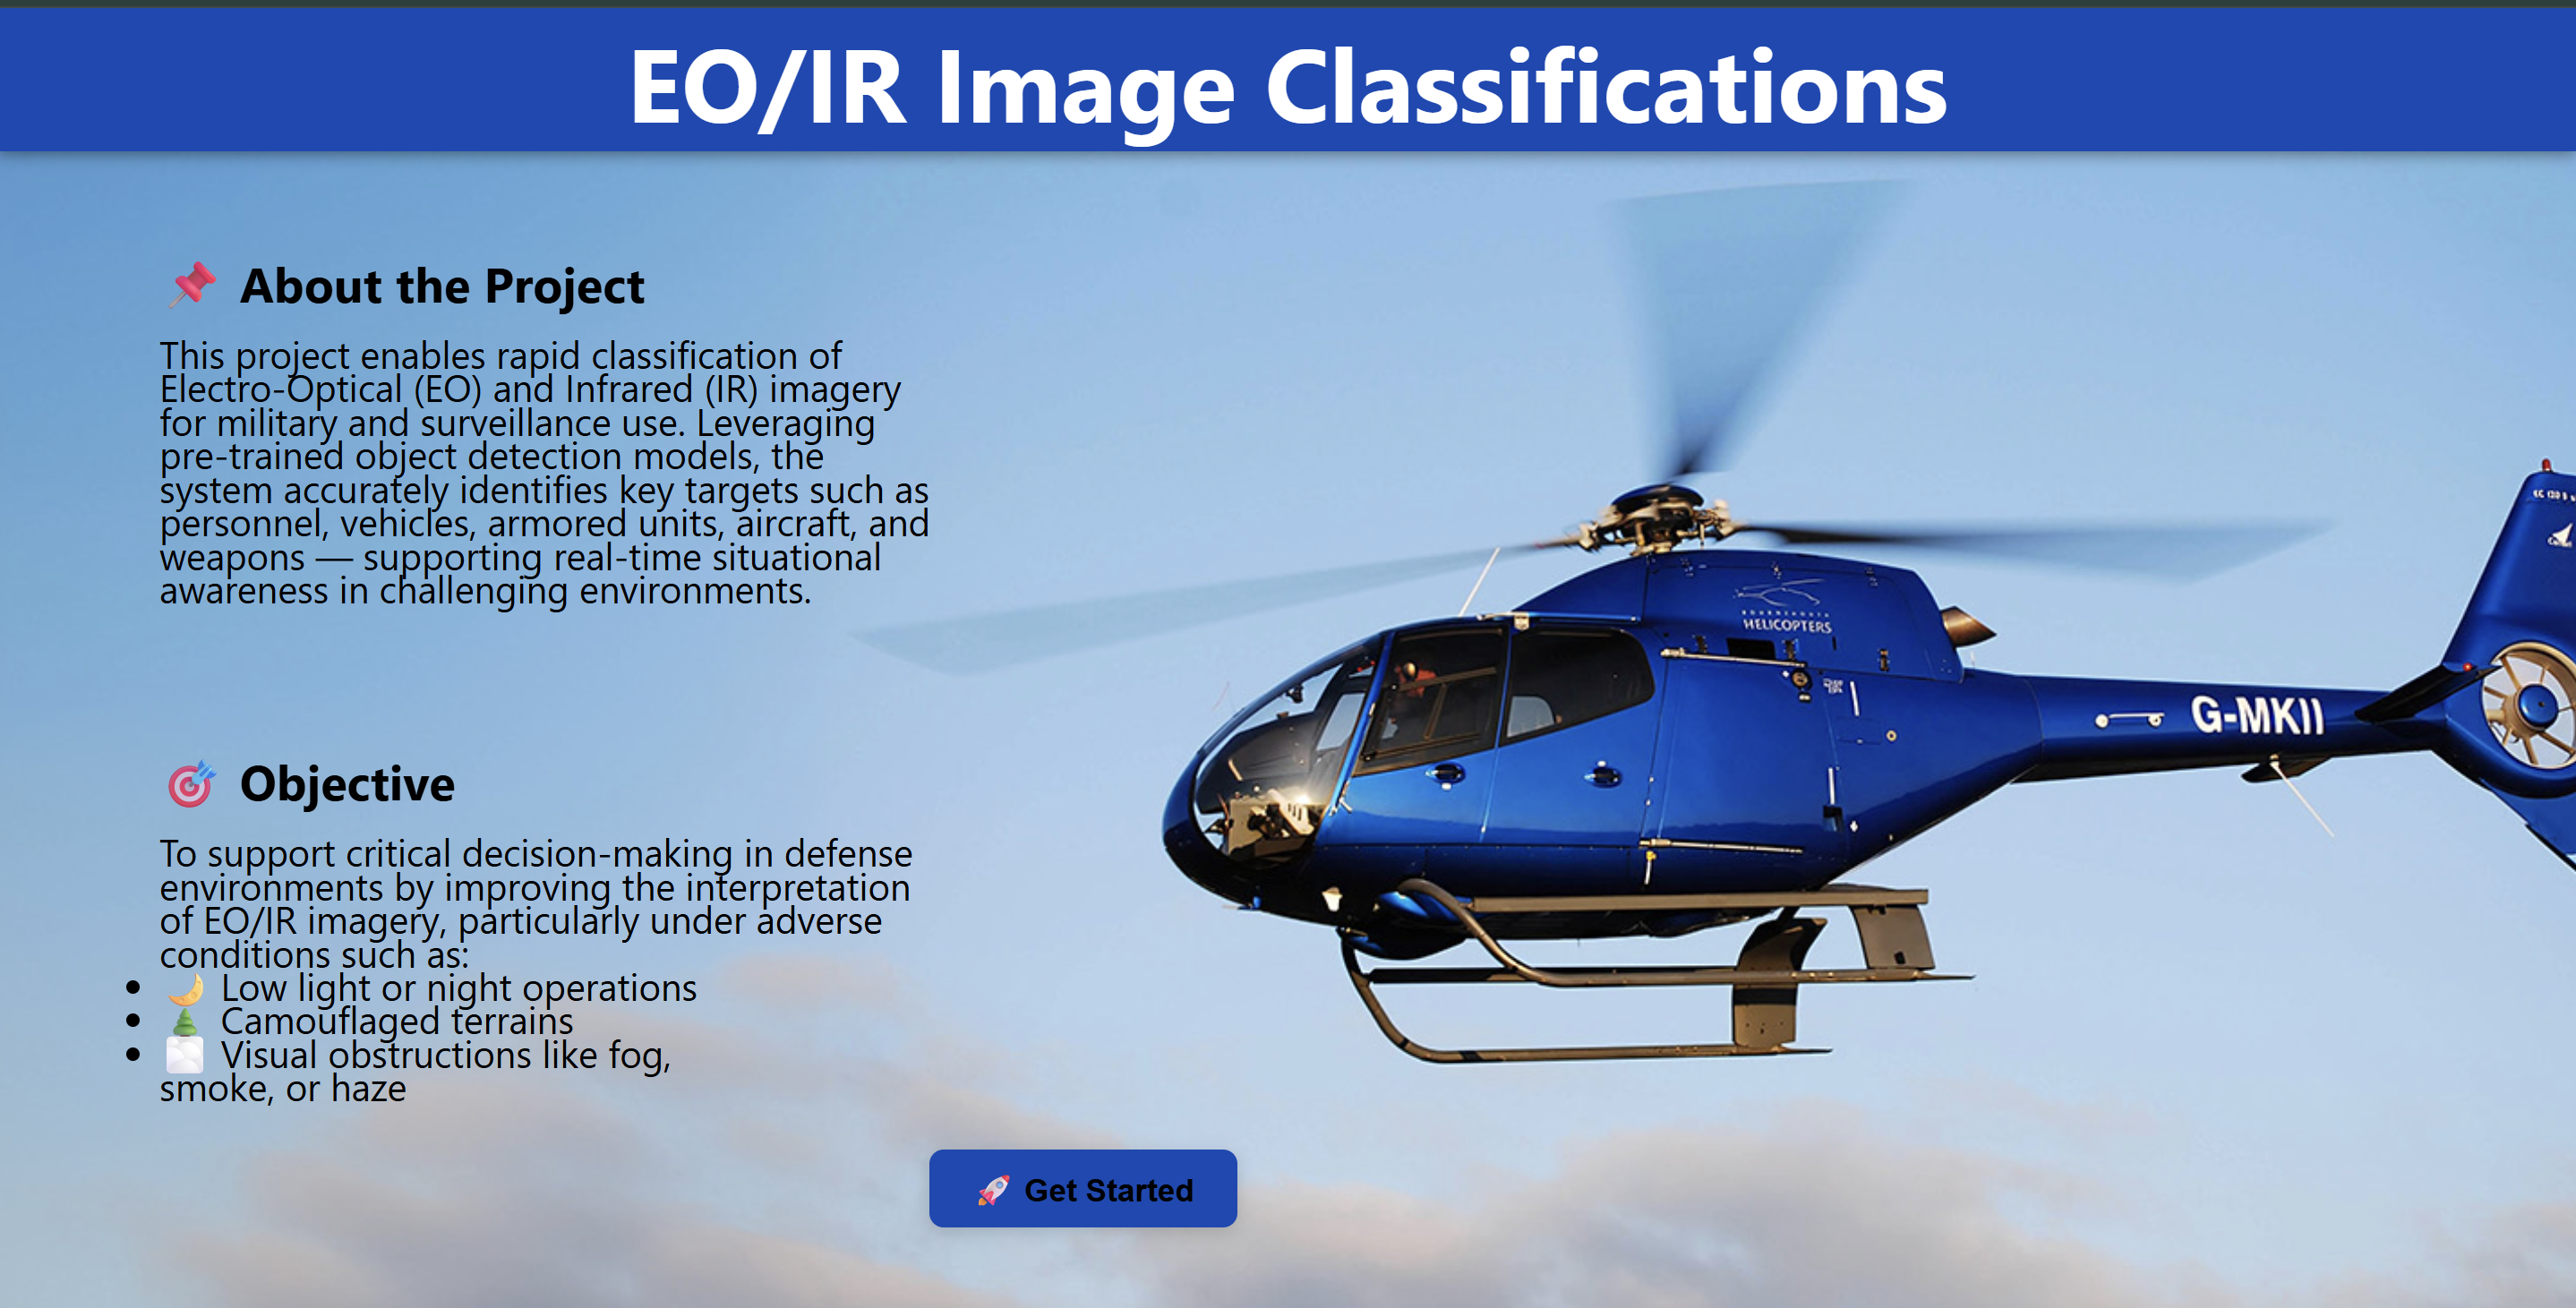 EO/IR Image Classifications
📌 About the Project
This project enables rapid classification of
Electro-Optical (EO) and Infrared (IR) imagery
for military and surveillance use. Leveraging
pre-trained object detection models, the
system accurately identifies key targets such as
personnel, vehicles, armored units, aircraft, and
weapons — supporting real-time situational
awareness in challenging environments.
HELICOPTERS
G-MKII
🎯 Objective
To support critical decision-making in defense
environments by improving the interpretation
of EO/IR imagery, particularly under adverse
conditions such as:
• 🌙 Low light or night operations
• 🌲 Camouflaged terrains
• 🌫️ Visual obstructions like fog,
smoke, or haze
🚀 Get Started